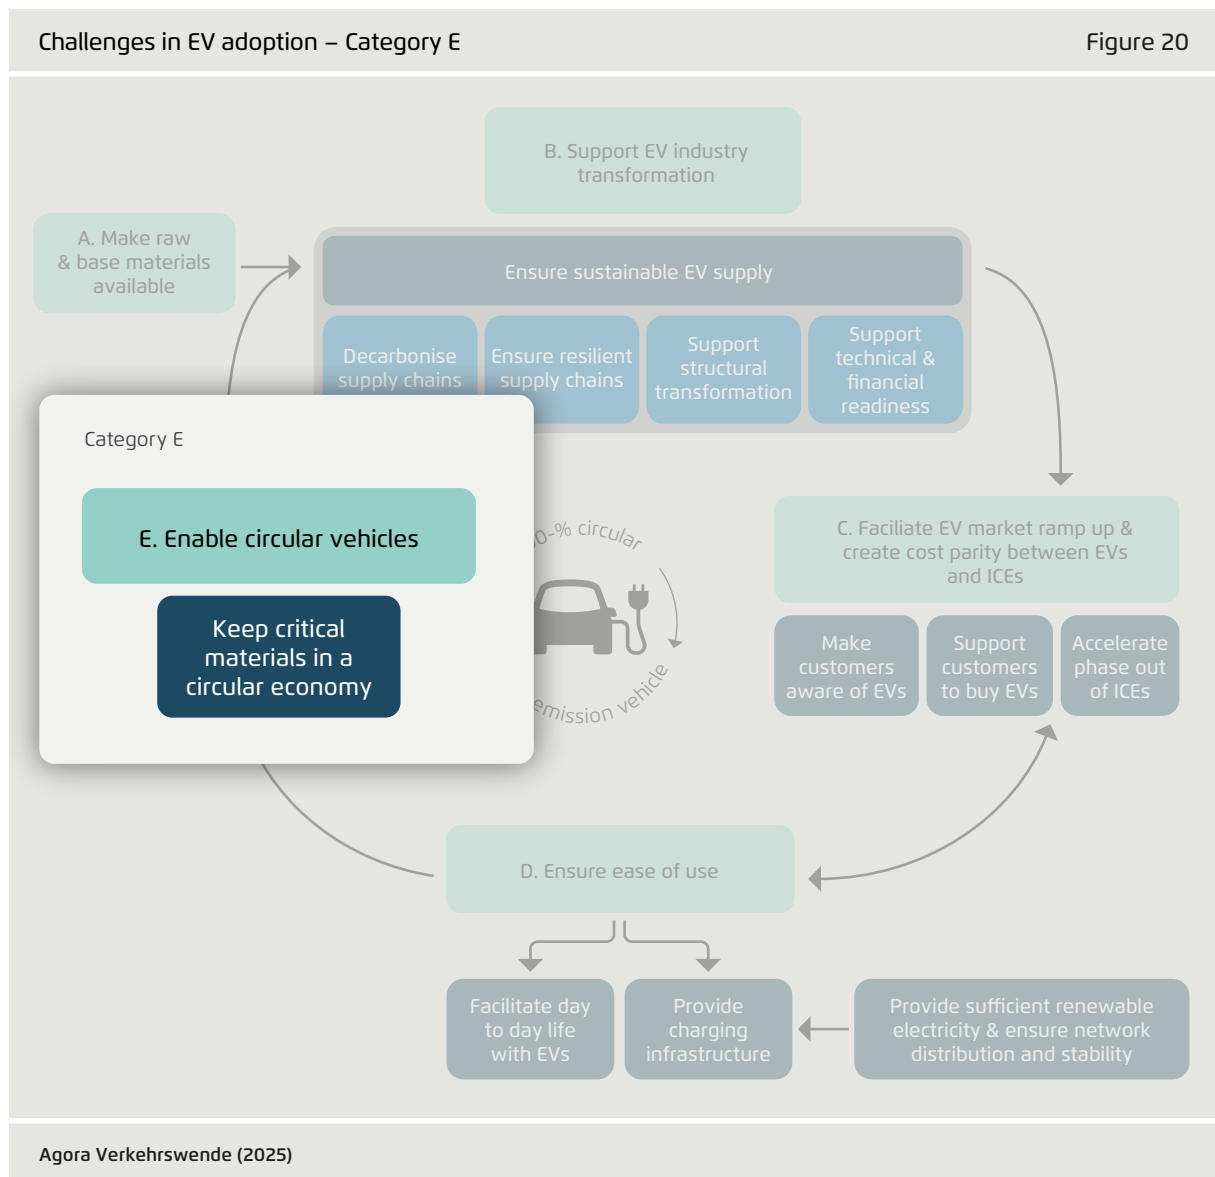 Challenges in EV adoption – Category E
Figure 20
B. Support EV industry
transformation
A. Make raw
& base materials
available
Ensure sustainable EV supply
Decarbonise
supply chains
Ensure resilient
supply chains
Support
structural
transformation
Support
technical &
financial
readiness
Category E
E. Enable circular vehicles
Keep critical
materials in a
circular economy
circular
emission vehicle
C. Faciliate EV market ramp up &
create cost parity between EVs
and ICEs
Make
customers
aware of EVs
Support
customers
to buy EVs
Accelerate
phase out
of ICEs
D. Ensure ease of use
Facilitate day
to day life
with EVs
Provide
charging
infrastructure
Provide sufficient renewable
electricity & ensure network
distribution and stability
Agora Verkehrswende (2025)